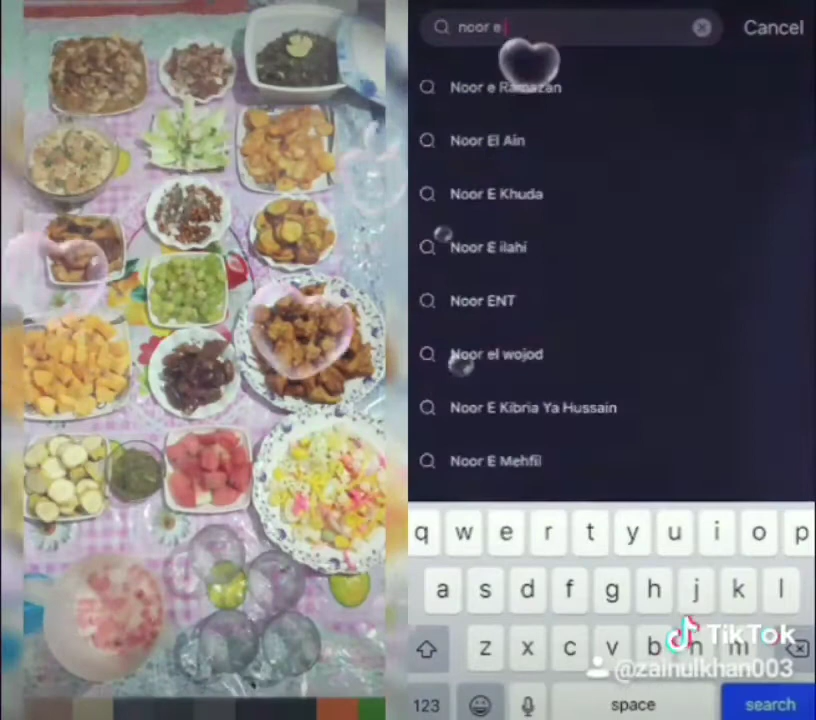 noor e
Cancel
Noor e Ramazan
Noor El Ain
Noor E Khuda
Noor E ilahi
Noor ENT
Noor el wojod
Noor E Kibria Ya Hussain
Noor E Mehfil
q w e r t y u i o p
a s d f g h j k l
z x c v b n m
TikTok
@zainulkhan003
123
space
search